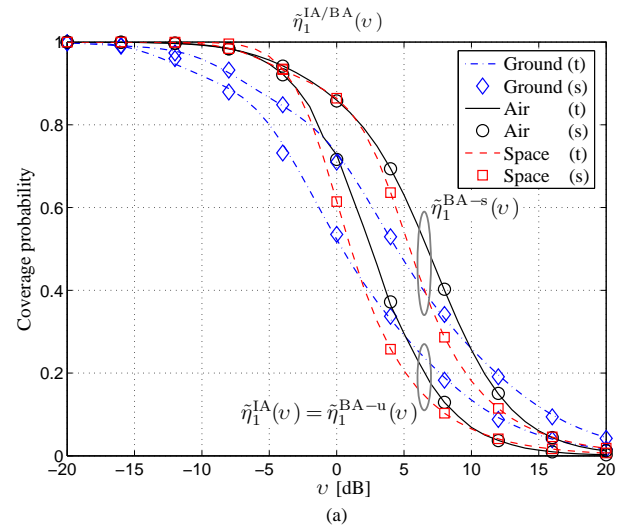 η̃₁^{IA/BA}(υ)
Coverage probability
1
0.8
0.6
0.4
0.2
0
−20 −15 −10 −5 0 5 10 15 20
υ [dB]
Ground (t)
Ground (s)
Air (t)
Air (s)
Space (t)
Space (s)
η̃₁^{BA−s}(υ)
η̃₁^{IA}(υ) = η̃₁^{BA−u}(υ)
(a)